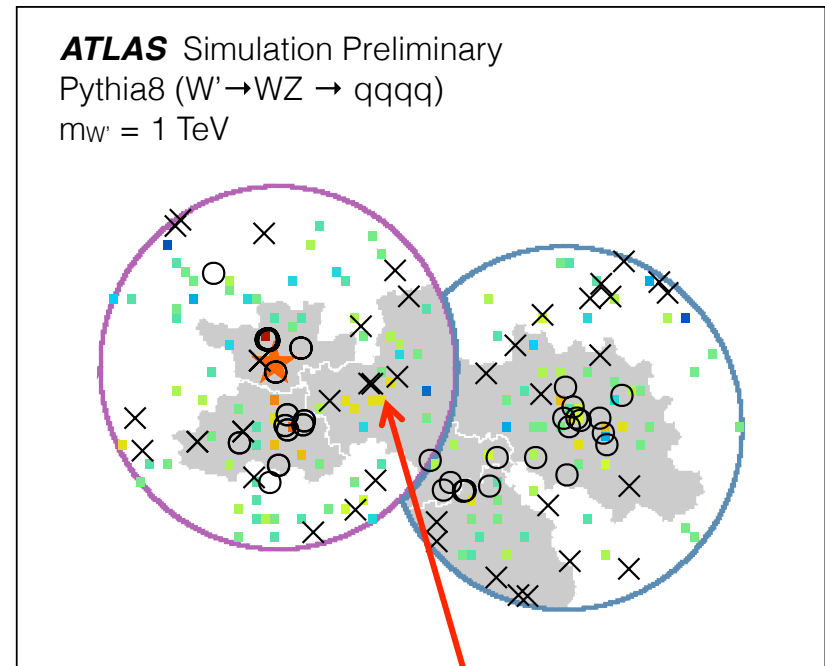 ATLAS Simulation Preliminary
Pythia8 (W'→WZ → qqqq)
mW' = 1 TeV